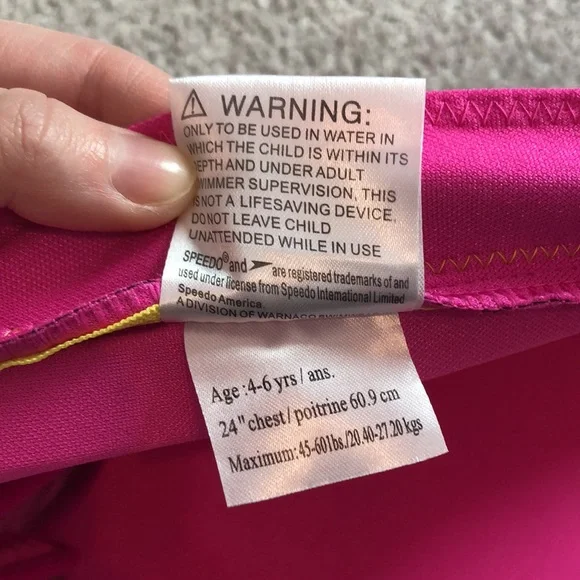 ⚠ WARNING:
ONLY TO BE USED IN WATER IN
WHICH THE CHILD IS WITHIN ITS
EPTH AND UNDER ADULT
WIMMER SUPERVISION, THIS
IS NOT A LIFESAVING DEVICE,
DO NOT LEAVE CHILD
UNATTENDED WHILE IN USE
SPEEDO® and are registered trademarks of and
used under license from Speedo International Limited
Speedo America.
A DIVISION OF WARNACO
Age :4-6 yrs / ans.
24" chest / poitrine 60.9 cm
Maximum: 45-60lbs./20.40-27.20 kgs